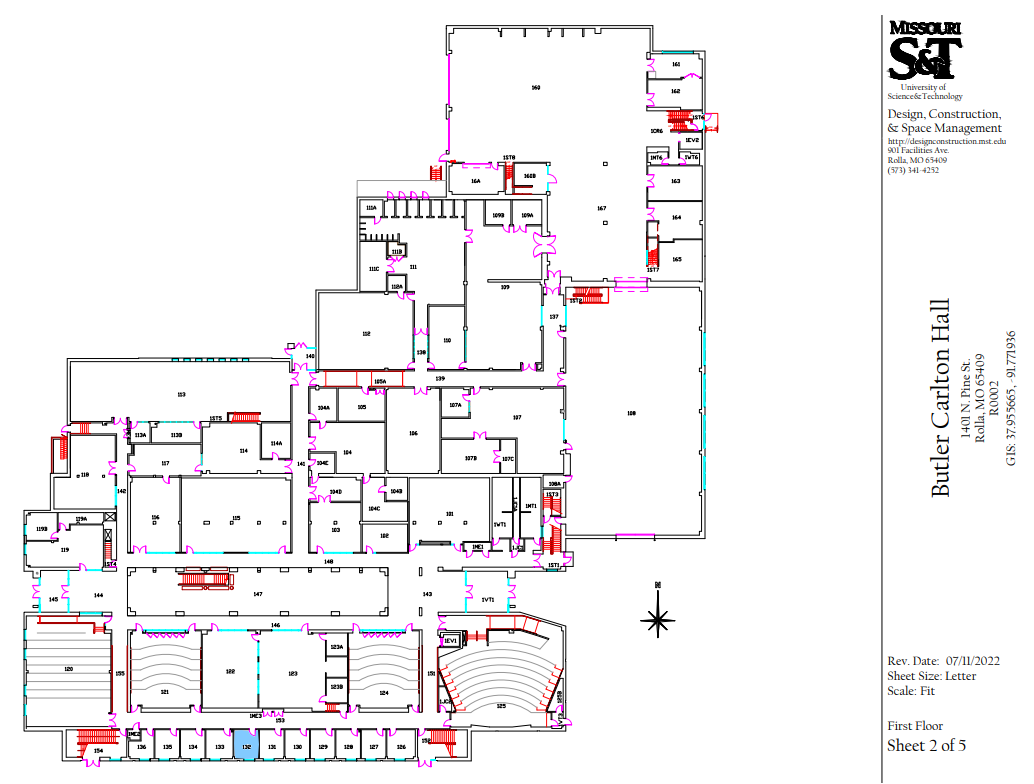 MISSOURI
S&T
University of
Science&Technology
Design, Construction,
& Space Management
http://designconstruction.mst.edu
901 Facilities Ave.
Rolla, MO 65409
(573) 341-4252
Butler Carlton Hall
1401 N. Pine St.
Rolla, MO 65409
R0002
GIS: 37.955665, -91.771936
Rev. Date: 07/11/2022
Sheet Size: Letter
Scale: Fit
First Floor
Sheet 2 of 5
160
161
162
1ST6
1CR6
1EV2
1NT6
1WT6
1ST8
16A
160B
163
167
164
165
1ST7
111A
109B
109A
111B
111C
111
112A
109
1ST2
137
112
110
138
140
139
105A
113
108
104A
105
107A
107
106
1ST5
113A
113B
114
114A
104
107B
107C
117
141
104E
118
142
104D
104B
108A
1ST3
104C
116
115
101
1NT1
1WT1
119A
119B
103
102
119
1ME1
1ST4
148
1ST1
147
145
144
143
1VT1
146
1EV1
123A
120
155
122
123
151
121
123B
124
125
125B
1ME3
153
1ME2
154
136
135
134
133
132
131
130
129
128
127
126
152